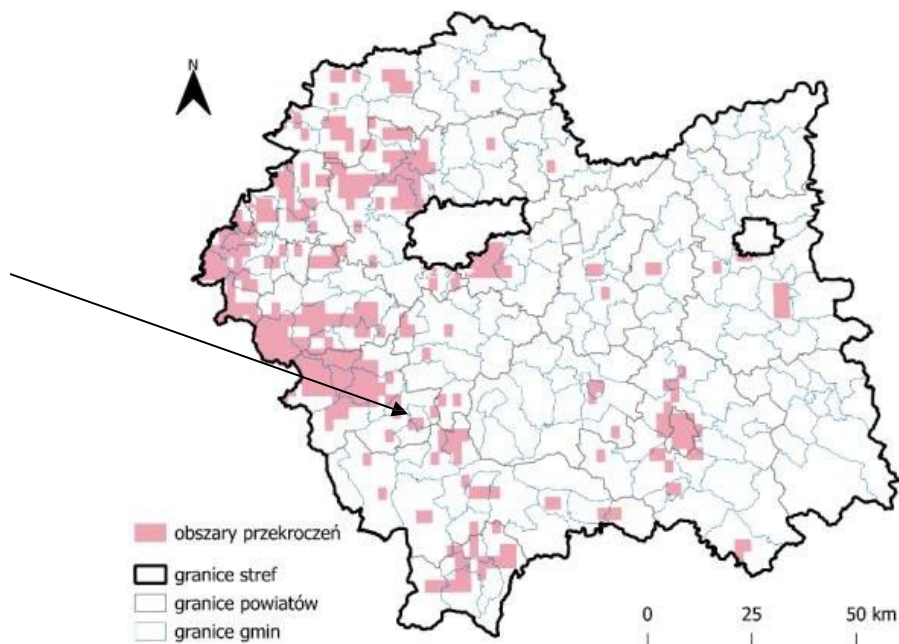 N
obszary przekroczeń
granice stref
granice powiatów
granice gmin
0 25 50 km